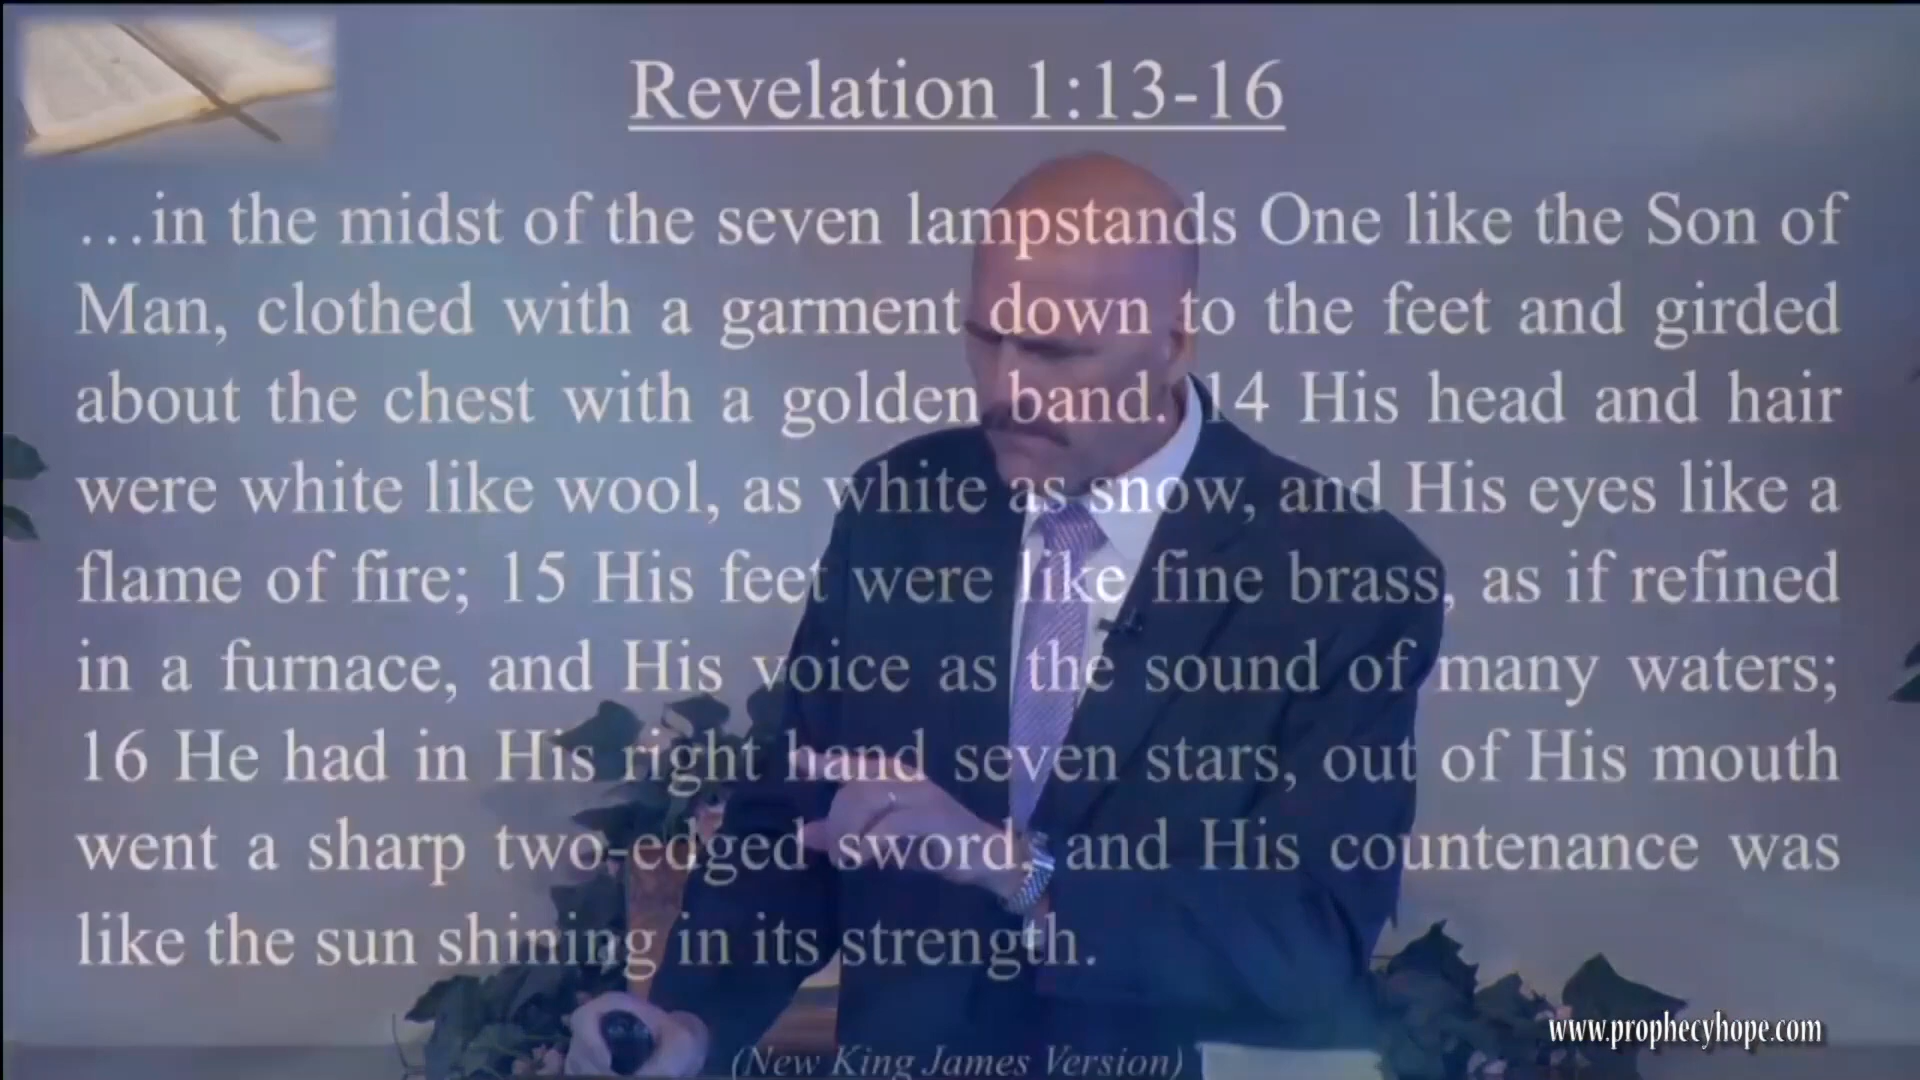 Revelation 1:13-16
…in the midst of the seven lampstands One like the Son of
Man, clothed with a garment down to the feet and girded
about the chest with a golden band. 14 His head and hair
were white like wool, as white as snow, and His eyes like a
flame of fire; 15 His feet were like fine brass, as if refined
in a furnace, and His voice as the sound of many waters;
16 He had in His right hand seven stars, out of His mouth
went a sharp two-edged sword, and His countenance was
like the sun shining in its strength.
(New King James Version)
www.prophecyhope.com